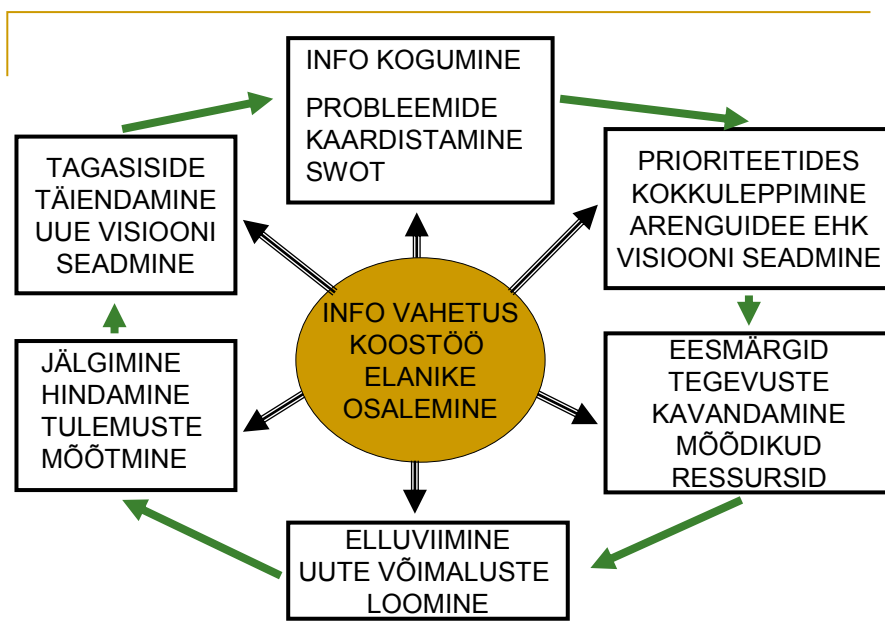 INFO KOGUMINE
PROBLEEMIDE
KAARDISTAMINE
SWOT
PRIORITEETIDES
KOKKULEPPIMINE
ARENGUIDEE EHK
VISIOONI SEADMINE
EESMÄRGID
TEGEVUSTE
KAVANDAMINE
MÕÕDIKUD
RESSURSID
ELLUVIIMINE
UUTE VÕIMALUSTE
LOOMINE
JÄLGIMINE
HINDAMINE
TULEMUSTE
MÕÕTMINE
TAGASISIDE
TÄIENDAMINE
UUE VISIOONI
SEADMINE
INFO VAHETUS
KOOSTÖÖ
ELANIKE
OSALEMINE